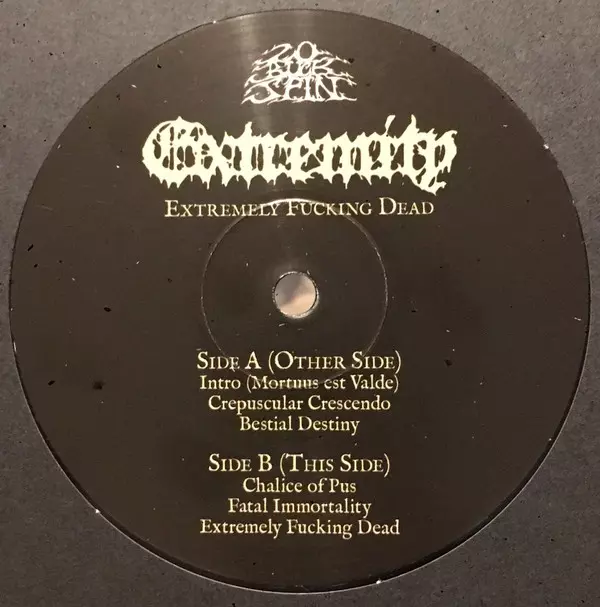 20
BUCK
SPIN
Extremity
EXTREMELY FUCKING DEAD
SIDE A (OTHER SIDE)
Intro (Mortuus est Valde)
Crepuscular Crescendo
Bestial Destiny
SIDE B (THIS SIDE)
Chalice of Pus
Fatal Immortality
Extremely Fucking Dead